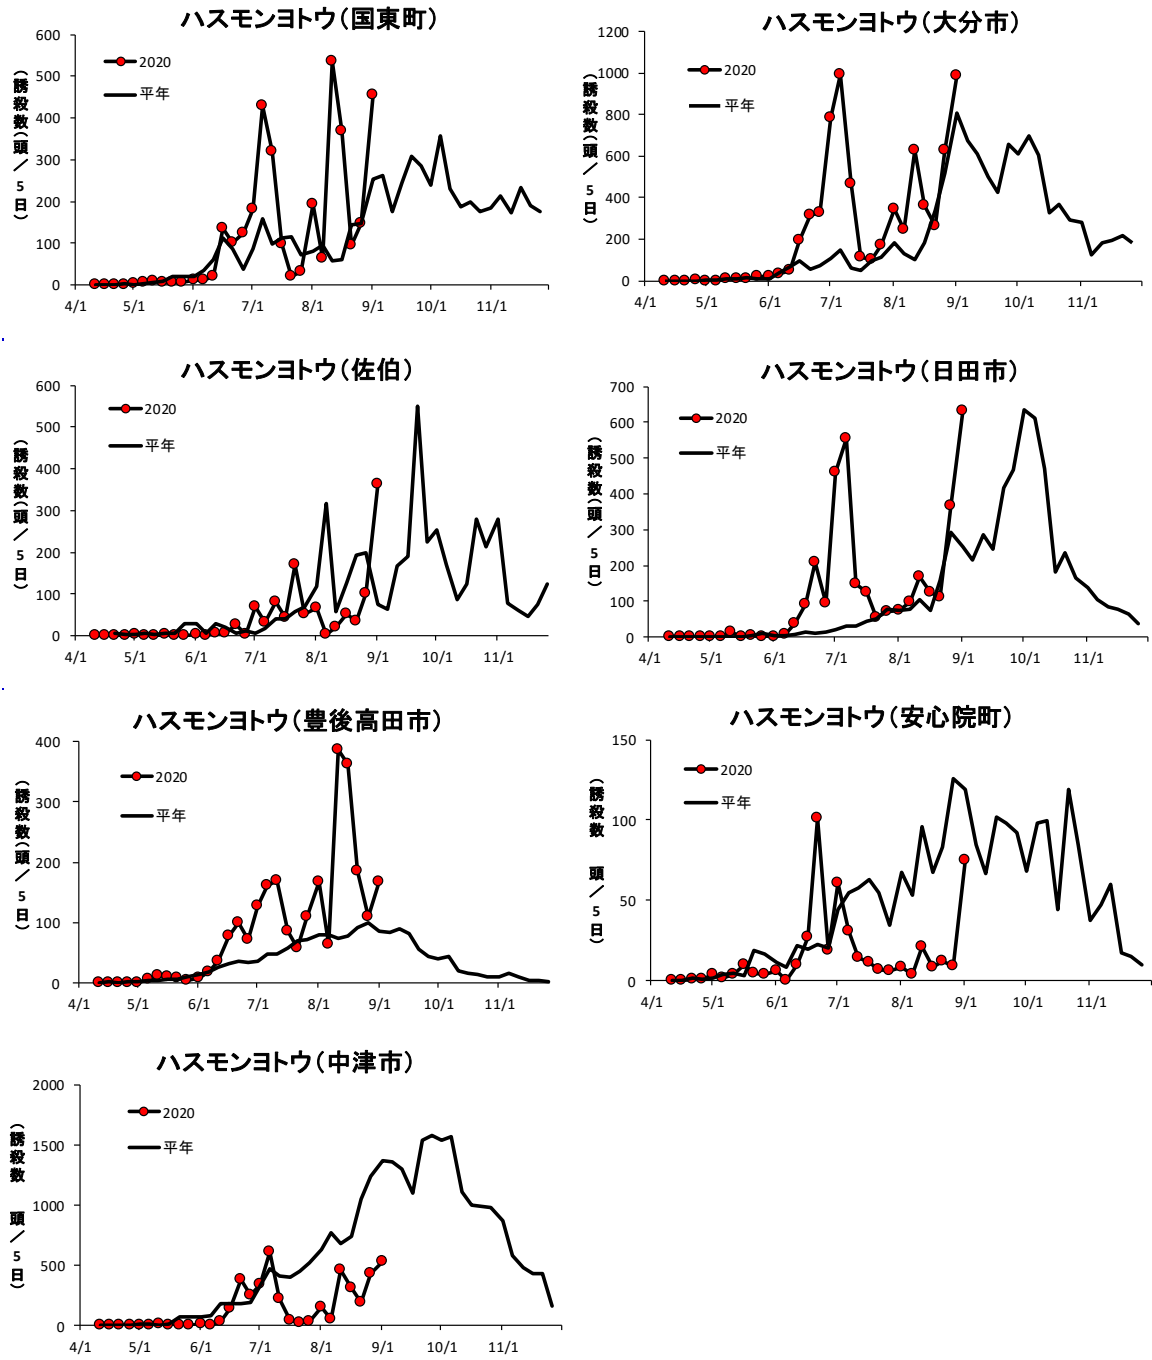 ハスモンヨトウ（国東町）
600
500
400
300
200
100
0
（誘殺数（頭／5日）
2020
平年
4/1 5/1 6/1 7/1 8/1 9/1 10/1 11/1
ハスモンヨトウ（大分市）
1200
1000
800
600
400
200
0
（誘殺数（頭／5日）
2020
平年
4/1 5/1 6/1 7/1 8/1 9/1 10/1 11/1
ハスモンヨトウ（佐伯）
600
500
400
300
200
100
0
（誘殺数（頭／5日）
2020
平年
4/1 5/1 6/1 7/1 8/1 9/1 10/1 11/1
ハスモンヨトウ（日田市）
700
600
500
400
300
200
100
0
（誘殺数（頭／5日）
2020
平年
4/1 5/1 6/1 7/1 8/1 9/1 10/1 11/1
ハスモンヨトウ（豊後高田市）
400
300
200
100
0
（誘殺数（頭／5日）
2020
平年
4/1 5/1 6/1 7/1 8/1 9/1 10/1 11/1
ハスモンヨトウ（安心院町）
150
100
50
0
（誘殺数 頭／5日）
2020
平年
4/1 5/1 6/1 7/1 8/1 9/1 10/1 11/1
ハスモンヨトウ（中津市）
2000
1500
1000
500
0
（誘殺数 頭／5日）
2020
平年
4/1 5/1 6/1 7/1 8/1 9/1 10/1 11/1